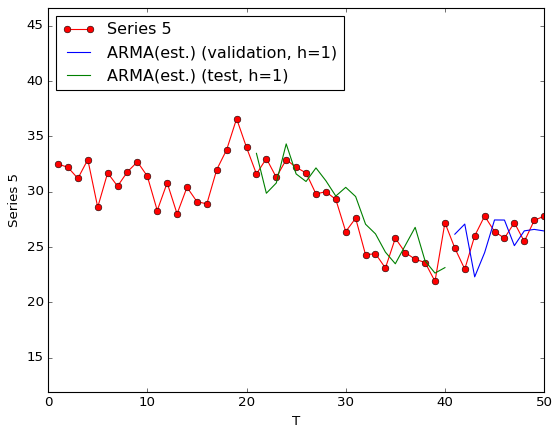 Series 5
ARMA(est.) (validation, h=1)
ARMA(est.) (test, h=1)
45
40
35
30
25
20
15
Series 5
0 10 20 30 40 50
T